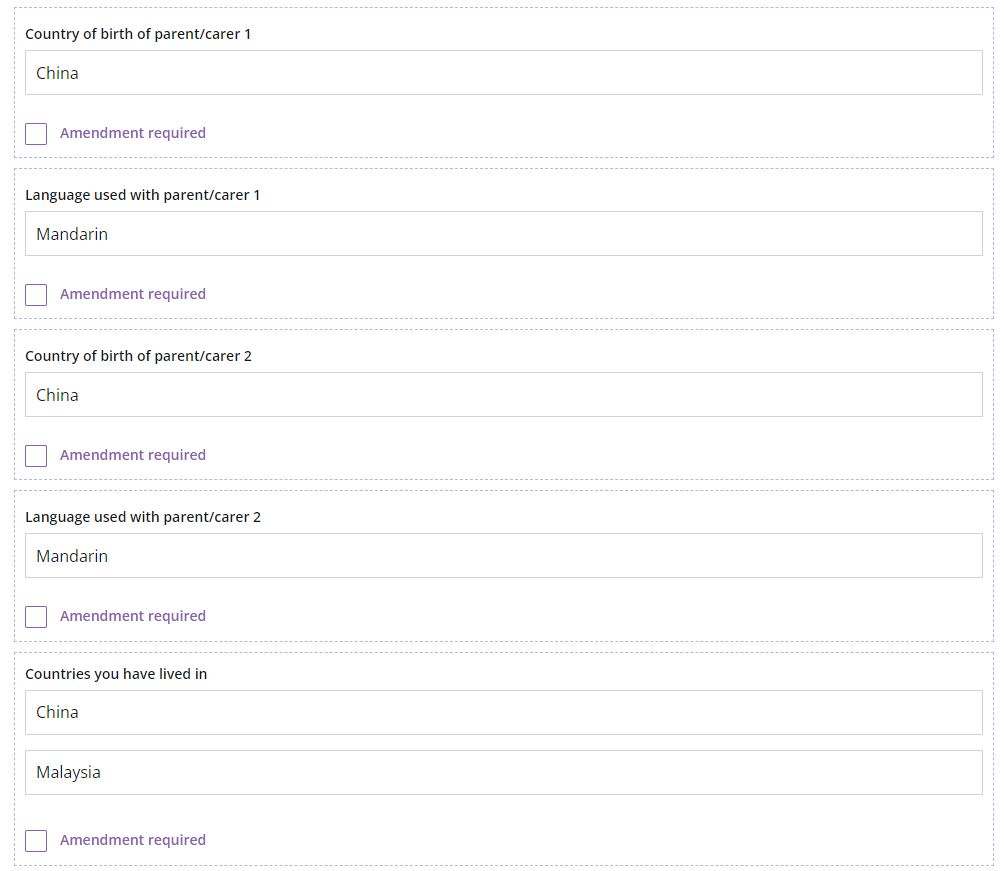 Country of birth of parent/carer 1
China
Amendment required
Language used with parent/carer 1
Mandarin
Amendment required
Country of birth of parent/carer 2
China
Amendment required
Language used with parent/carer 2
Mandarin
Amendment required
Countries you have lived in
China
Malaysia
Amendment required